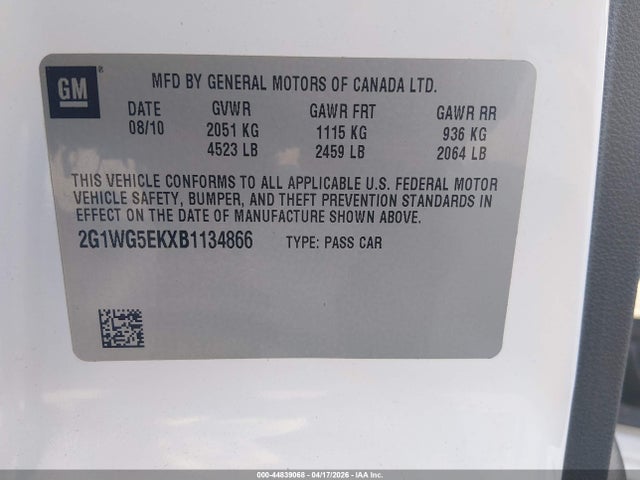 GM®
MFD BY GENERAL MOTORS OF CANADA LTD.
DATE GVWR GAWR FRT GAWR RR
08/10 2051 KG 1115 KG 936 KG
4523 LB 2459 LB 2064 LB
THIS VEHICLE CONFORMS TO ALL APPLICABLE U.S. FEDERAL MOTOR
VEHICLE SAFETY, BUMPER, AND THEFT PREVENTION STANDARDS
IN EFFECT ON THE DATE OF MANUFACTURE SHOWN ABOVE.
2G1WG5EKXB1134866 TYPE: PASS CAR
000-44839068 - 04/17/2026 - IAA Inc.